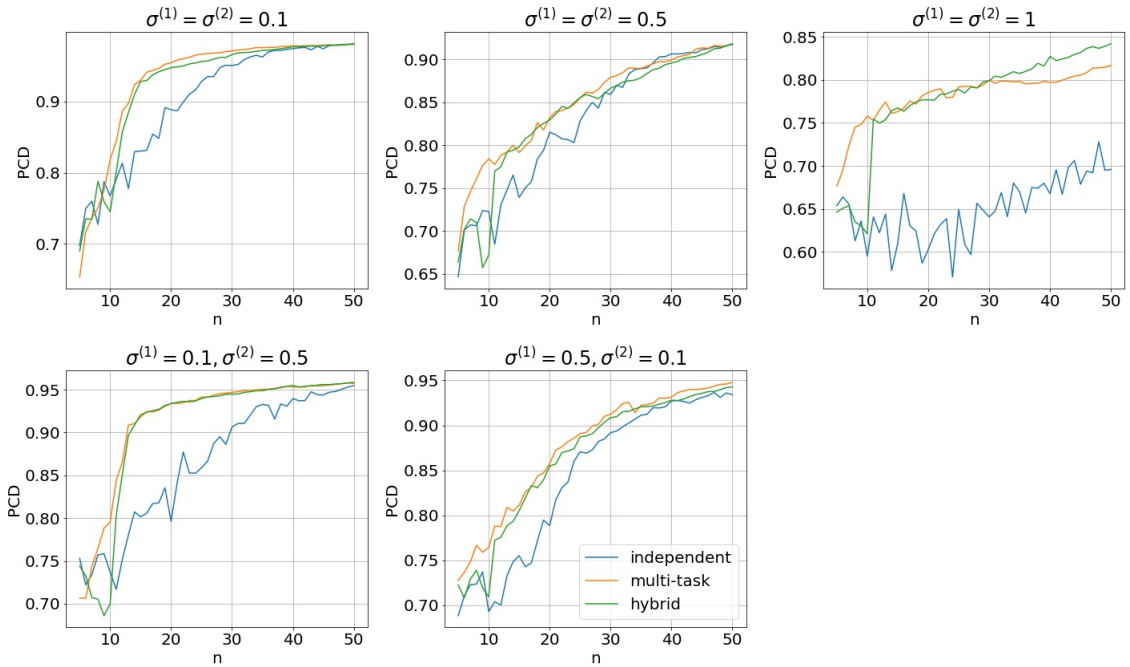 σ^(1) = σ^(2) = 0.1
PCD
0.9
0.8
0.7
10 20 30 40 50
n
σ^(1) = σ^(2) = 0.5
PCD
0.90
0.85
0.80
0.75
0.70
0.65
10 20 30 40 50
n
σ^(1) = σ^(2) = 1
PCD
0.85
0.80
0.75
0.70
0.65
0.60
10 20 30 40 50
n
σ^(1) = 0.1, σ^(2) = 0.5
PCD
0.95
0.90
0.85
0.80
0.75
0.70
10 20 30 40 50
n
σ^(1) = 0.5, σ^(2) = 0.1
PCD
0.95
0.90
0.85
0.80
0.75
0.70
independent
multi-task
hybrid
10 20 30 40 50
n